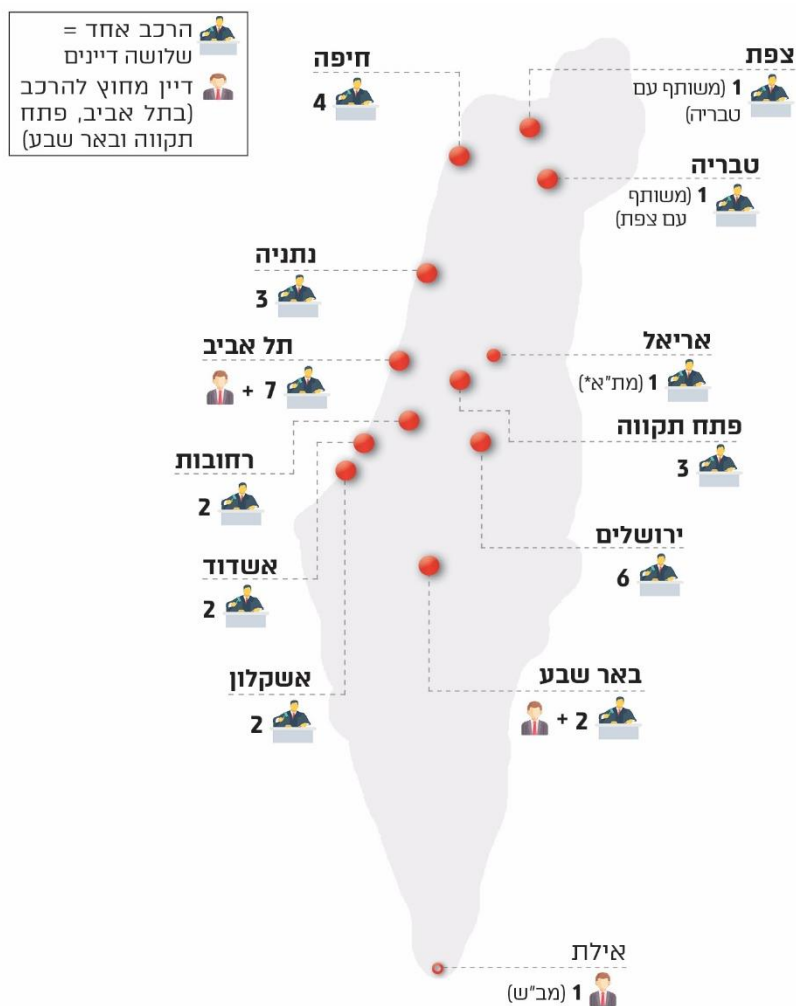 הרכב אחד =
שלושה דיינים
דיין מחוץ להרכב
(בתל אביב, פתח
תקווה ובאר שבע)
צפת
1 (משותף עם
טבריה)
חיפה
4
טבריה
1 (משותף
עם צפת)
נתניה
3
אריאל
1 (מת"א*)
תל אביב
7 +
פתח תקווה
3
רחובות
2
ירושלים
6
אשדוד
2
באר שבע
2 +
אשקלון
2
אילת
1 (מב"ש)